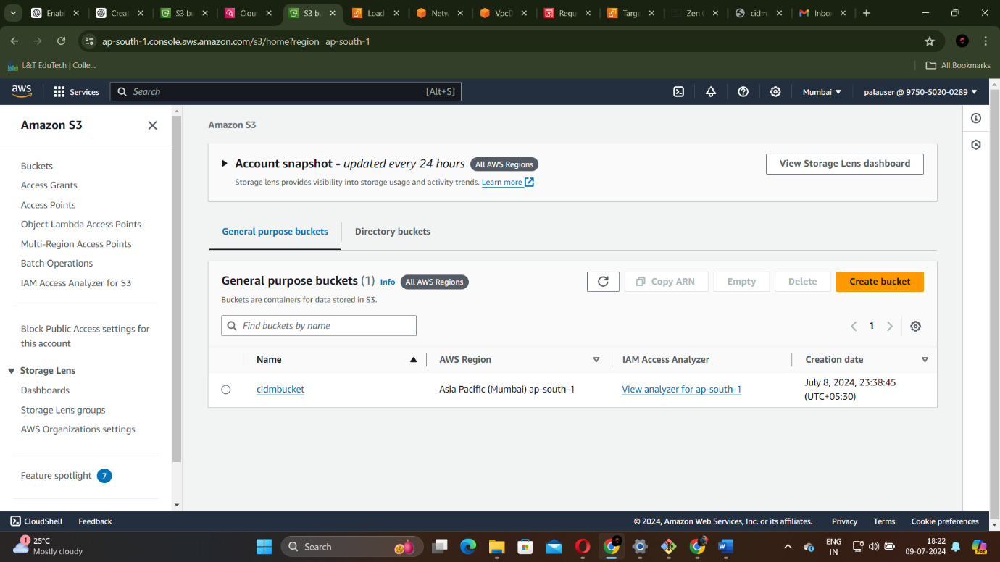 Enabl
Creat
S3 bu
Clou
S3 bu
Load
Netw
VpcD
Requ
Targe
Zen
cidm
Inbox
ap-south-1.console.aws.amazon.com/s3/home?region=ap-south-1
L&T EduTech | Colle...
All Bookmarks
aws
Services
Search
[Alt+S]
Mumbai ▼
palauser @ 9750-5020-0289 ▼
Amazon S3
Buckets
Access Grants
Access Points
Object Lambda Access Points
Multi-Region Access Points
Batch Operations
IAM Access Analyzer for S3
Block Public Access settings for
this account
Storage Lens
Dashboards
Storage Lens groups
AWS Organizations settings
Feature spotlight 7
Amazon S3
Account snapshot - updated every 24 hours All AWS Regions
Storage lens provides visibility into storage usage and activity trends. Learn more
View Storage Lens dashboard
General purpose buckets
Directory buckets
General purpose buckets (1) Info All AWS Regions
Buckets are containers for data stored in S3.
Copy ARN
Empty
Delete
Create bucket
Find buckets by name
1
Name
AWS Region
IAM Access Analyzer
Creation date
cidmbucket
Asia Pacific (Mumbai) ap-south-1
View analyzer for ap-south-1
July 8, 2024, 23:38:45
(UTC+05:30)
CloudShell
Feedback
© 2024, Amazon Web Services, Inc. or its affiliates.
Privacy
Terms
Cookie preferences
1
25°C
Mostly cloudy
Search
ENG
IN
18:22
09-07-2024
PRE